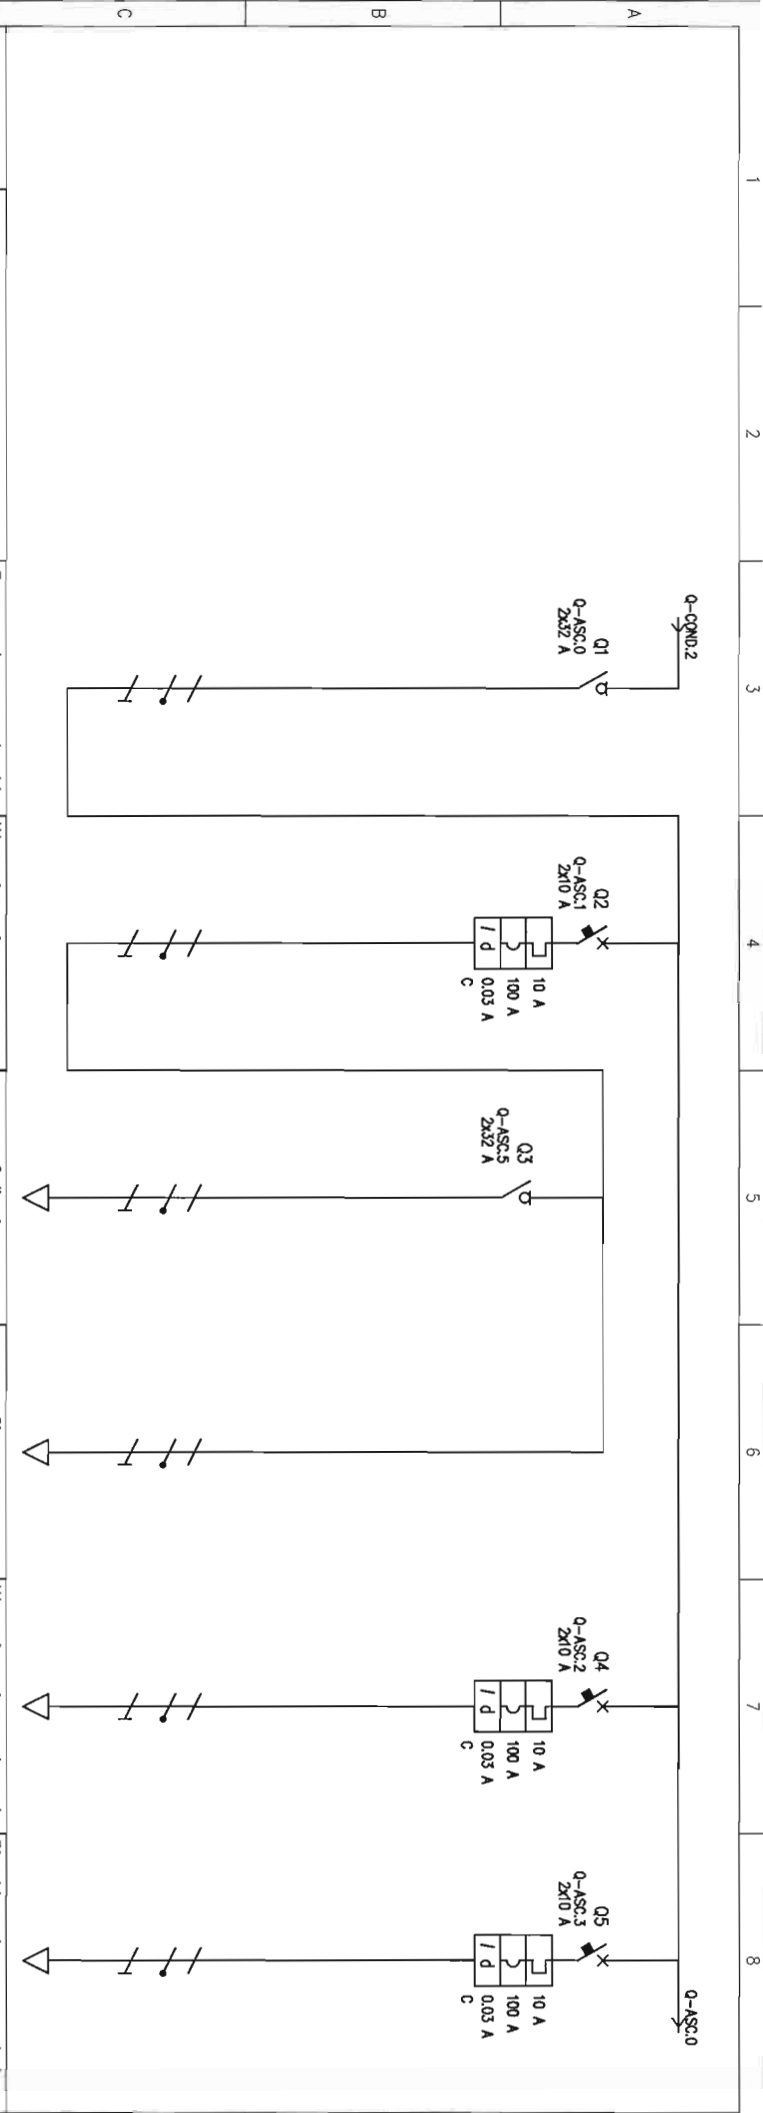 1
2
3
4
5
6
7
8
A
B
C
Q-COND.2
Q1
Q-ASC.0
2x32 A
Q2
Q-ASC.1
2x10 A
10 A
100 A
I d
0.03 A
C
Q3
Q-ASC.5
2x32 A
Q4
Q-ASC.2
2x10 A
10 A
100 A
I d
0.03 A
C
Q5
Q-ASC.3
2x10 A
10 A
100 A
I d
0.03 A
C
Q-ASC.0